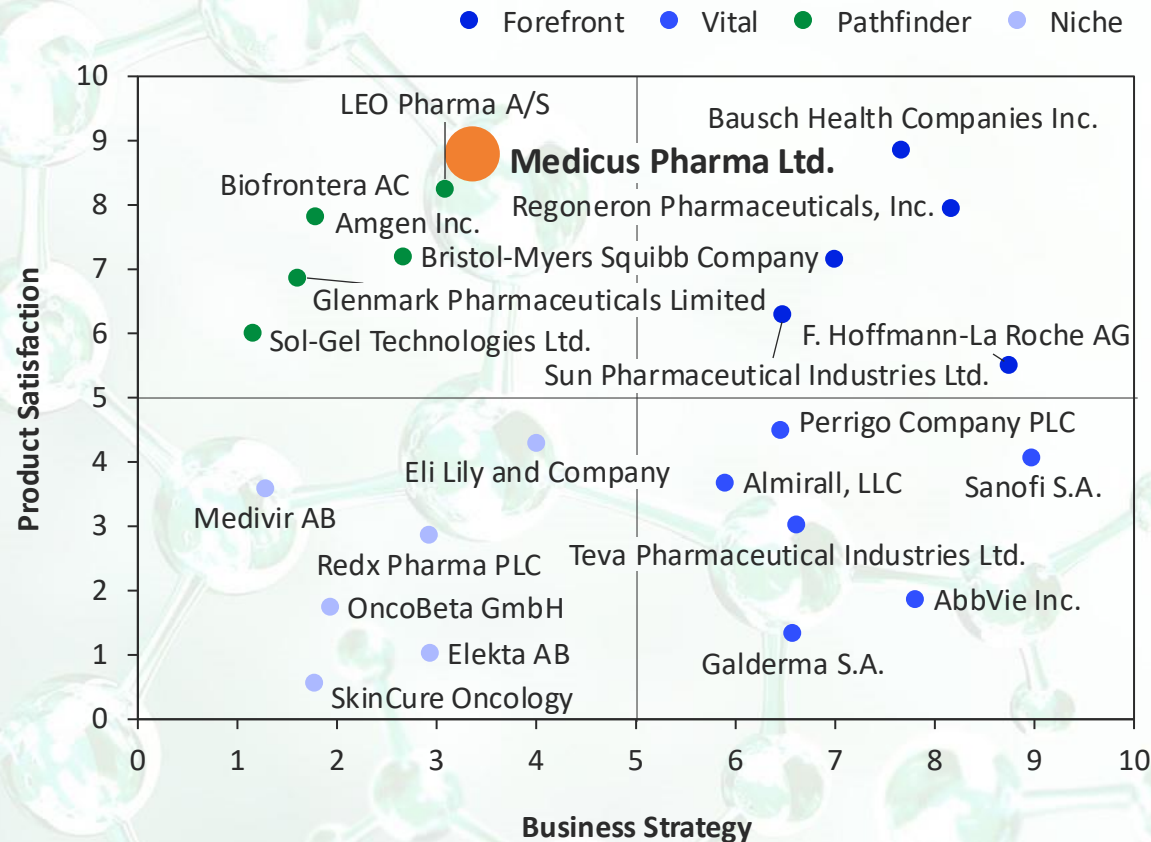 Forefront Vital Pathfinder Niche
10
9
8
7
6
5
4
3
2
1
0
Product Satisfaction
LEO Pharma A/S
Bausch Health Companies Inc.
Medicus Pharma Ltd.
Biofrontera AC
Regoneron Pharmaceuticals, Inc.
Amgen Inc.
Bristol-Myers Squibb Company
Glenmark Pharmaceuticals Limited
F. Hoffmann-La Roche AG
Sol-Gel Technologies Ltd.
Sun Pharmaceutical Industries Ltd.
Perrigo Company PLC
Eli Lily and Company
Almirall, LLC
Sanofi S.A.
Medivir AB
Teva Pharmaceutical Industries Ltd.
Redx Pharma PLC
OncoBeta GmbH
AbbVie Inc.
Elekta AB
Galderma S.A.
SkinCure Oncology
0 1 2 3 4 5 6 7 8 9 10
Business Strategy